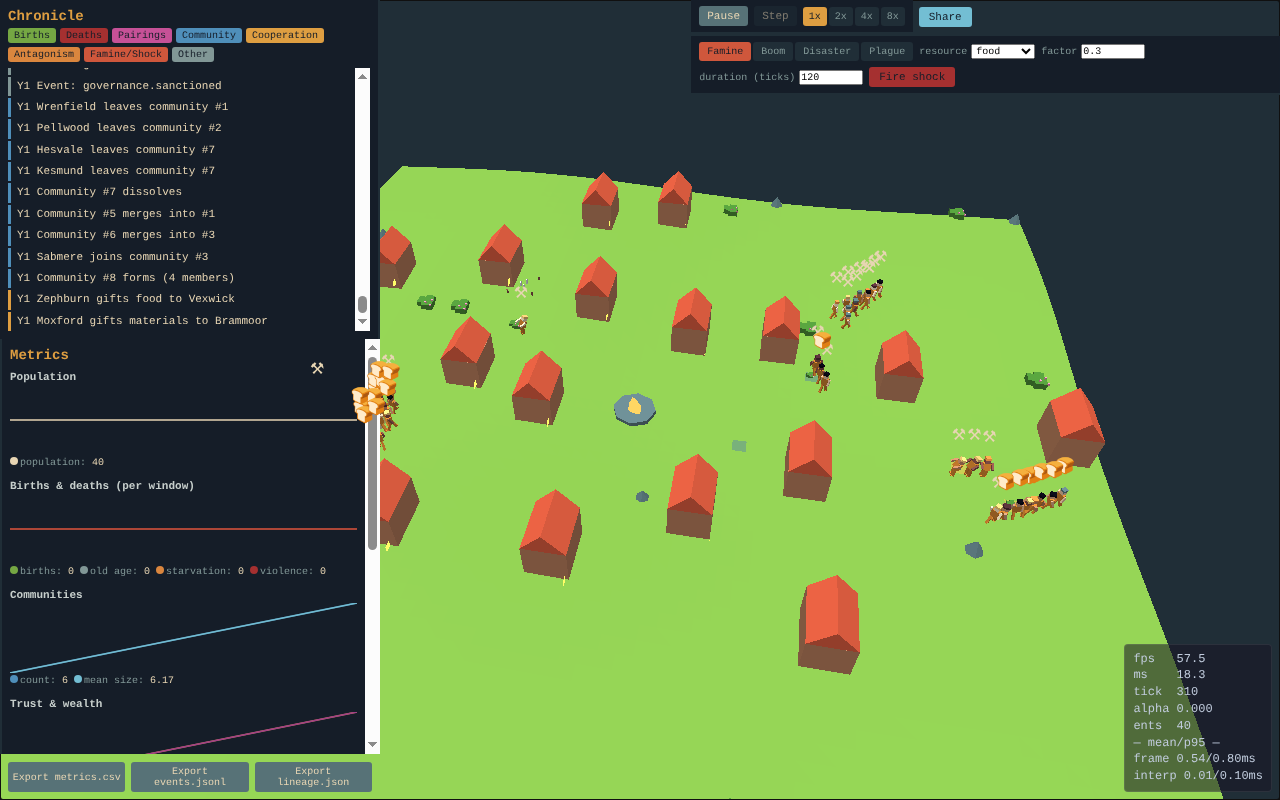 Chronicle
Births Deaths Pairings Community Cooperation
Antagonism Famine/Shock Other
Y1 Event: governance.sanctioned
Y1 Wrenfield leaves community #1
Y1 Pellwood leaves community #2
Y1 Hesvale leaves community #7
Y1 Kesmund leaves community #7
Y1 Community #7 dissolves
Y1 Community #5 merges into #1
Y1 Community #6 merges into #3
Y1 Sabmere joins community #3
Y1 Community #8 forms (4 members)
Y1 Zephburn gifts food to Vexwick
Y1 Moxford gifts materials to Brammoor
Metrics
Population
population: 40
Births & deaths (per window)
births: 0 old age: 0 starvation: 0 violence: 0
Communities
count: 6 mean size: 6.17
Trust & wealth
Export metrics.csv
Export events.jsonl
Export lineage.json
Pause Step 1x 2x 4x 8x Share
Famine Boom Disaster Plague resource food factor 0.3
duration (ticks) 120 Fire shock
fps 57.5
ms 18.3
tick 310
alpha 0.000
ents 40
— mean/p95 —
frame 0.54/0.80ms
interp 0.01/0.10ms